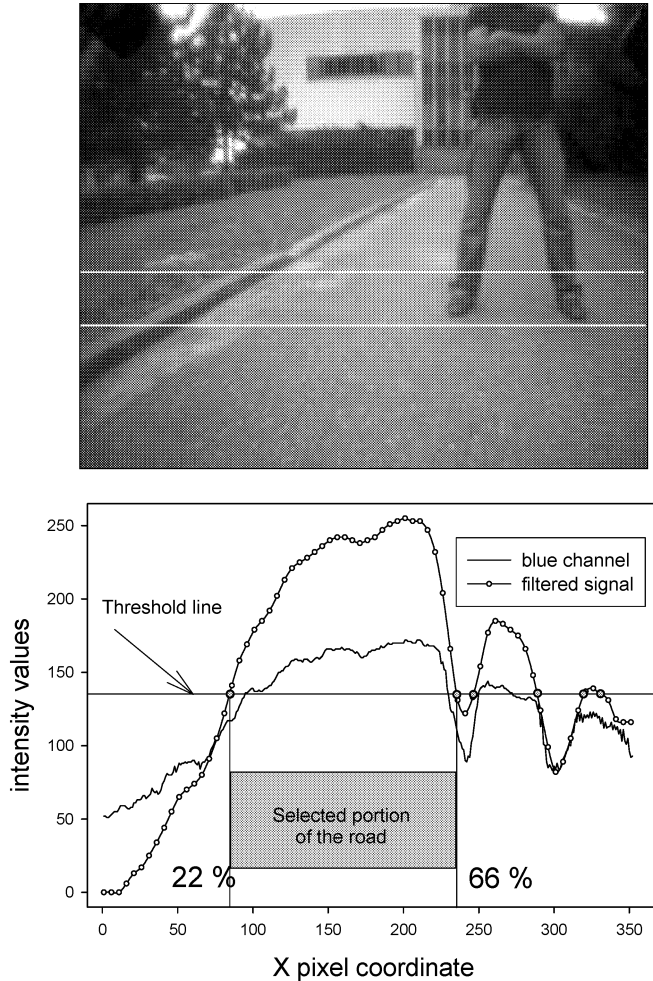 250
200
150
100
50
0
intensity values
blue channel
filtered signal
Threshold line
Selected portion
of the road
22 %
66 %
0 50 100 150 200 250 300 350
X pixel coordinate